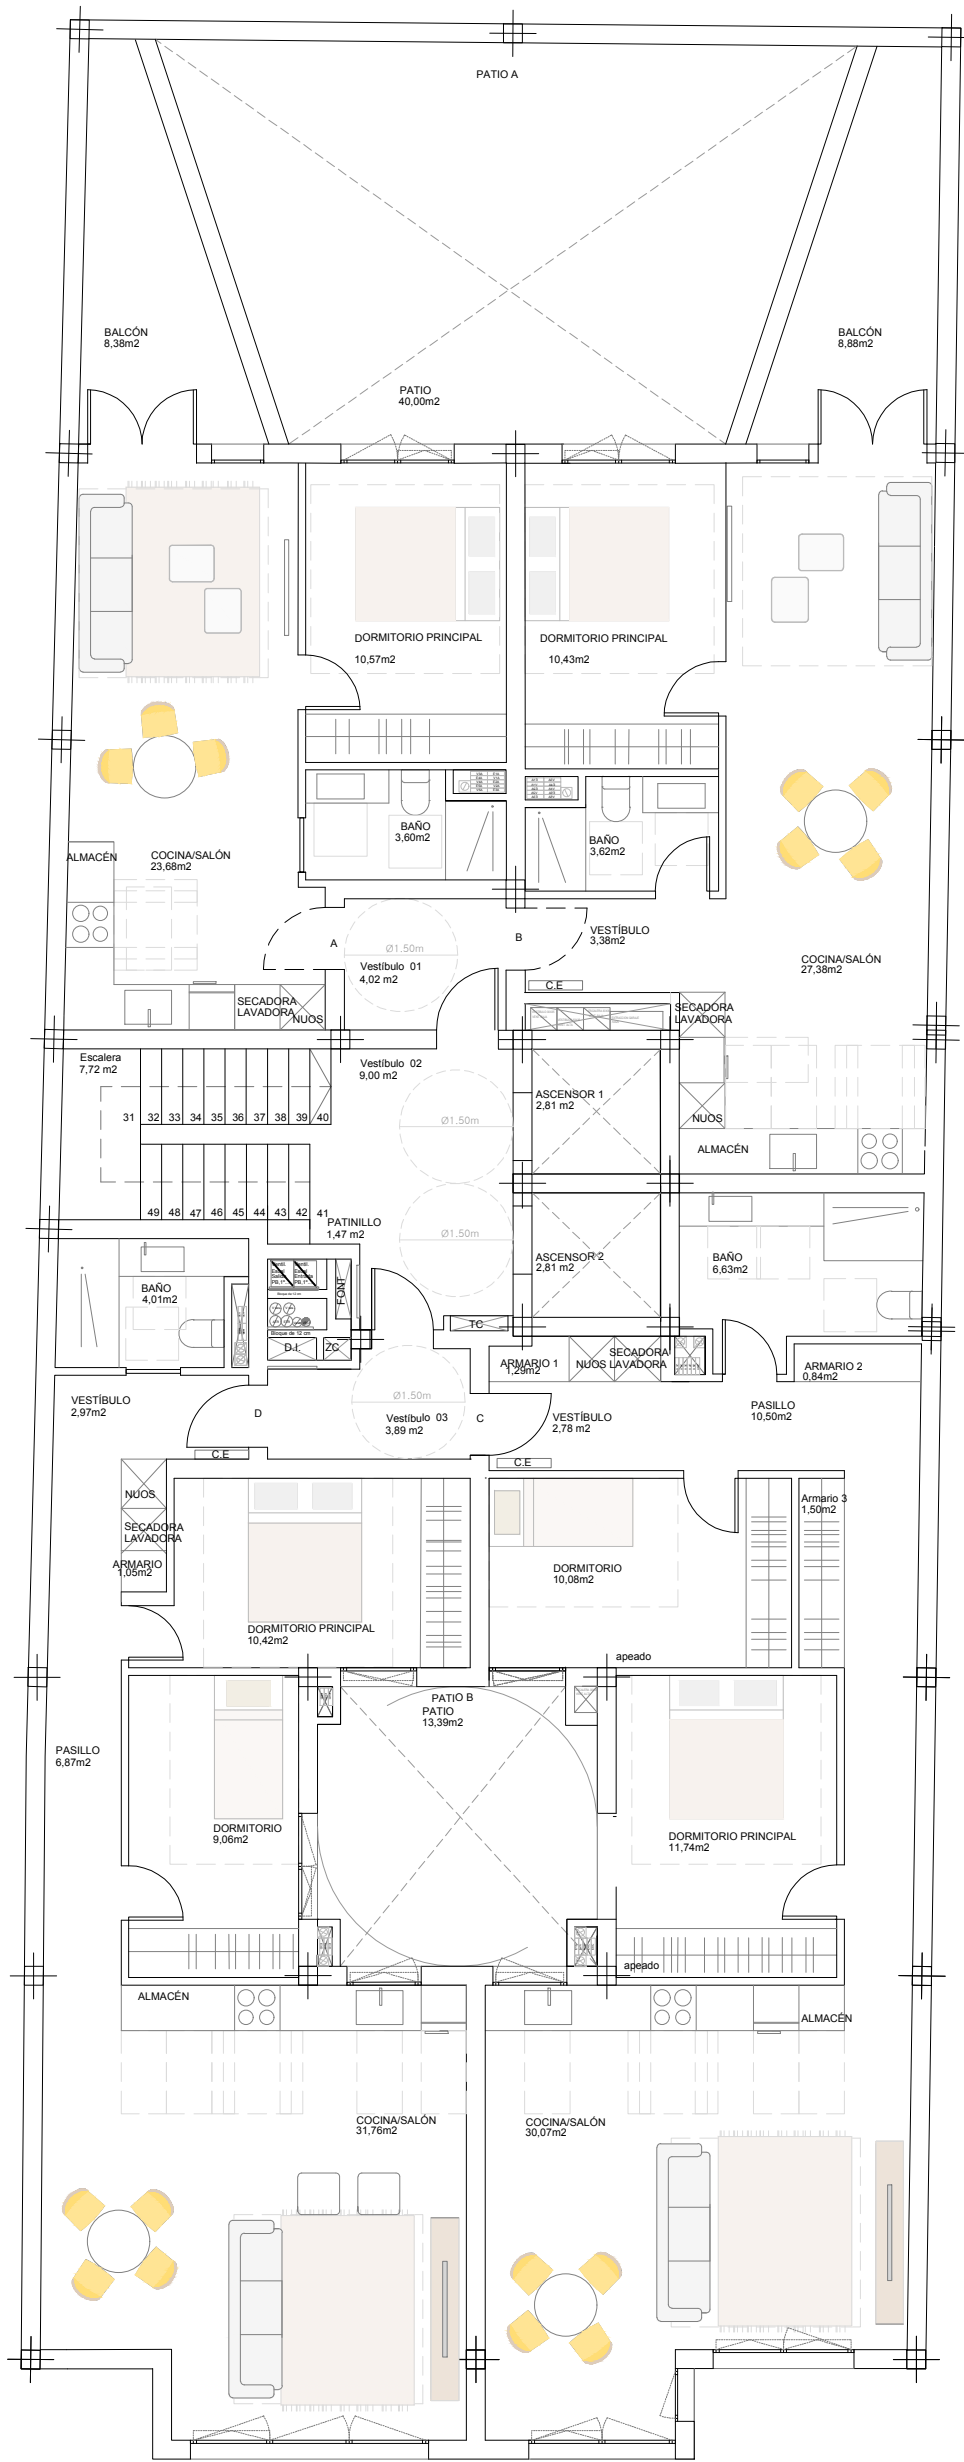 PATIO A
BALCÓN
8,38m2
BALCÓN
8,88m2
PATIO
40,00m2
DORMITORIO PRINCIPAL
10,57m2
DORMITORIO PRINCIPAL
10,43m2
BAÑO
3,60m2
BAÑO
3,62m2
ALMACÉN
COCINA/SALÓN
23,68m2
A
B
VESTÍBULO
3,38m2
Ø1.50m
Vestíbulo 01
4,02 m2
COCINA/SALÓN
27,38m2
C.E
SECADORA
LAVADORA
NUOS
SECADORA
LAVADORA
NUOS
Escalera
7,72 m2
Vestíbulo 02
9,00 m2
ASCENSOR 1
2,81 m2
31 32 33 34 35 36 37 38 39 40
Ø1.50m
ALMACÉN
49 48 47 46 45 44 43 42 41
PATINILLO
1,47 m2
Ø1.50m
ASCENSOR 2
2,81 m2
BAÑO
6,63m2
BAÑO
4,01m2
FONT
Bloque de 12 cm
D.I.
ZC
TC
ARMARIO 1
1,29m2
SECADORA
NUOS LAVADORA
ARMARIO 2
0,84m2
VESTÍBULO
2,97m2
D
Ø1.50m
Vestíbulo 03
3,89 m2
C
VESTÍBULO
2,78 m2
PASILLO
10,50m2
C.E
C.E
NUOS
SECADORA
LAVADORA
ARMARIO
1,05m2
Armario 3
1,50m2
DORMITORIO
10,08m2
DORMITORIO PRINCIPAL
10,42m2
apeado
PATIO B
PATIO
13,39m2
PASILLO
6,87m2
DORMITORIO
9,06m2
DORMITORIO PRINCIPAL
11,74m2
apeado
ALMACÉN
ALMACÉN
COCINA/SALÓN
31,76m2
COCINA/SALÓN
30,07m2